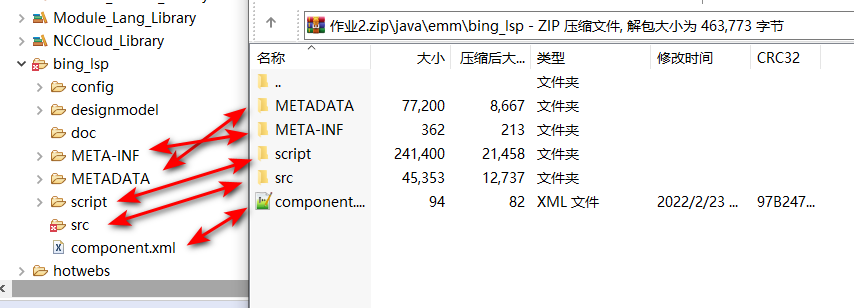 Module_Lang_Library
NCCloud_Library
bing_lsp
config
designmodel
doc
META-INF
METADATA
script
src
component.xml
hotwebs
作业2.zip\java\emm\bing_lsp - ZIP 压缩文件, 解包大小为 463,773 字节
名称 大小 压缩后大... 类型 修改时间 CRC32
.. 文件夹
METADATA 77,200 8,667 文件夹
META-INF 362 213 文件夹
script 241,400 21,458 文件夹
src 45,353 12,737 文件夹
component.... 94 82 XML 文件 2022/2/23 ... 97B247...